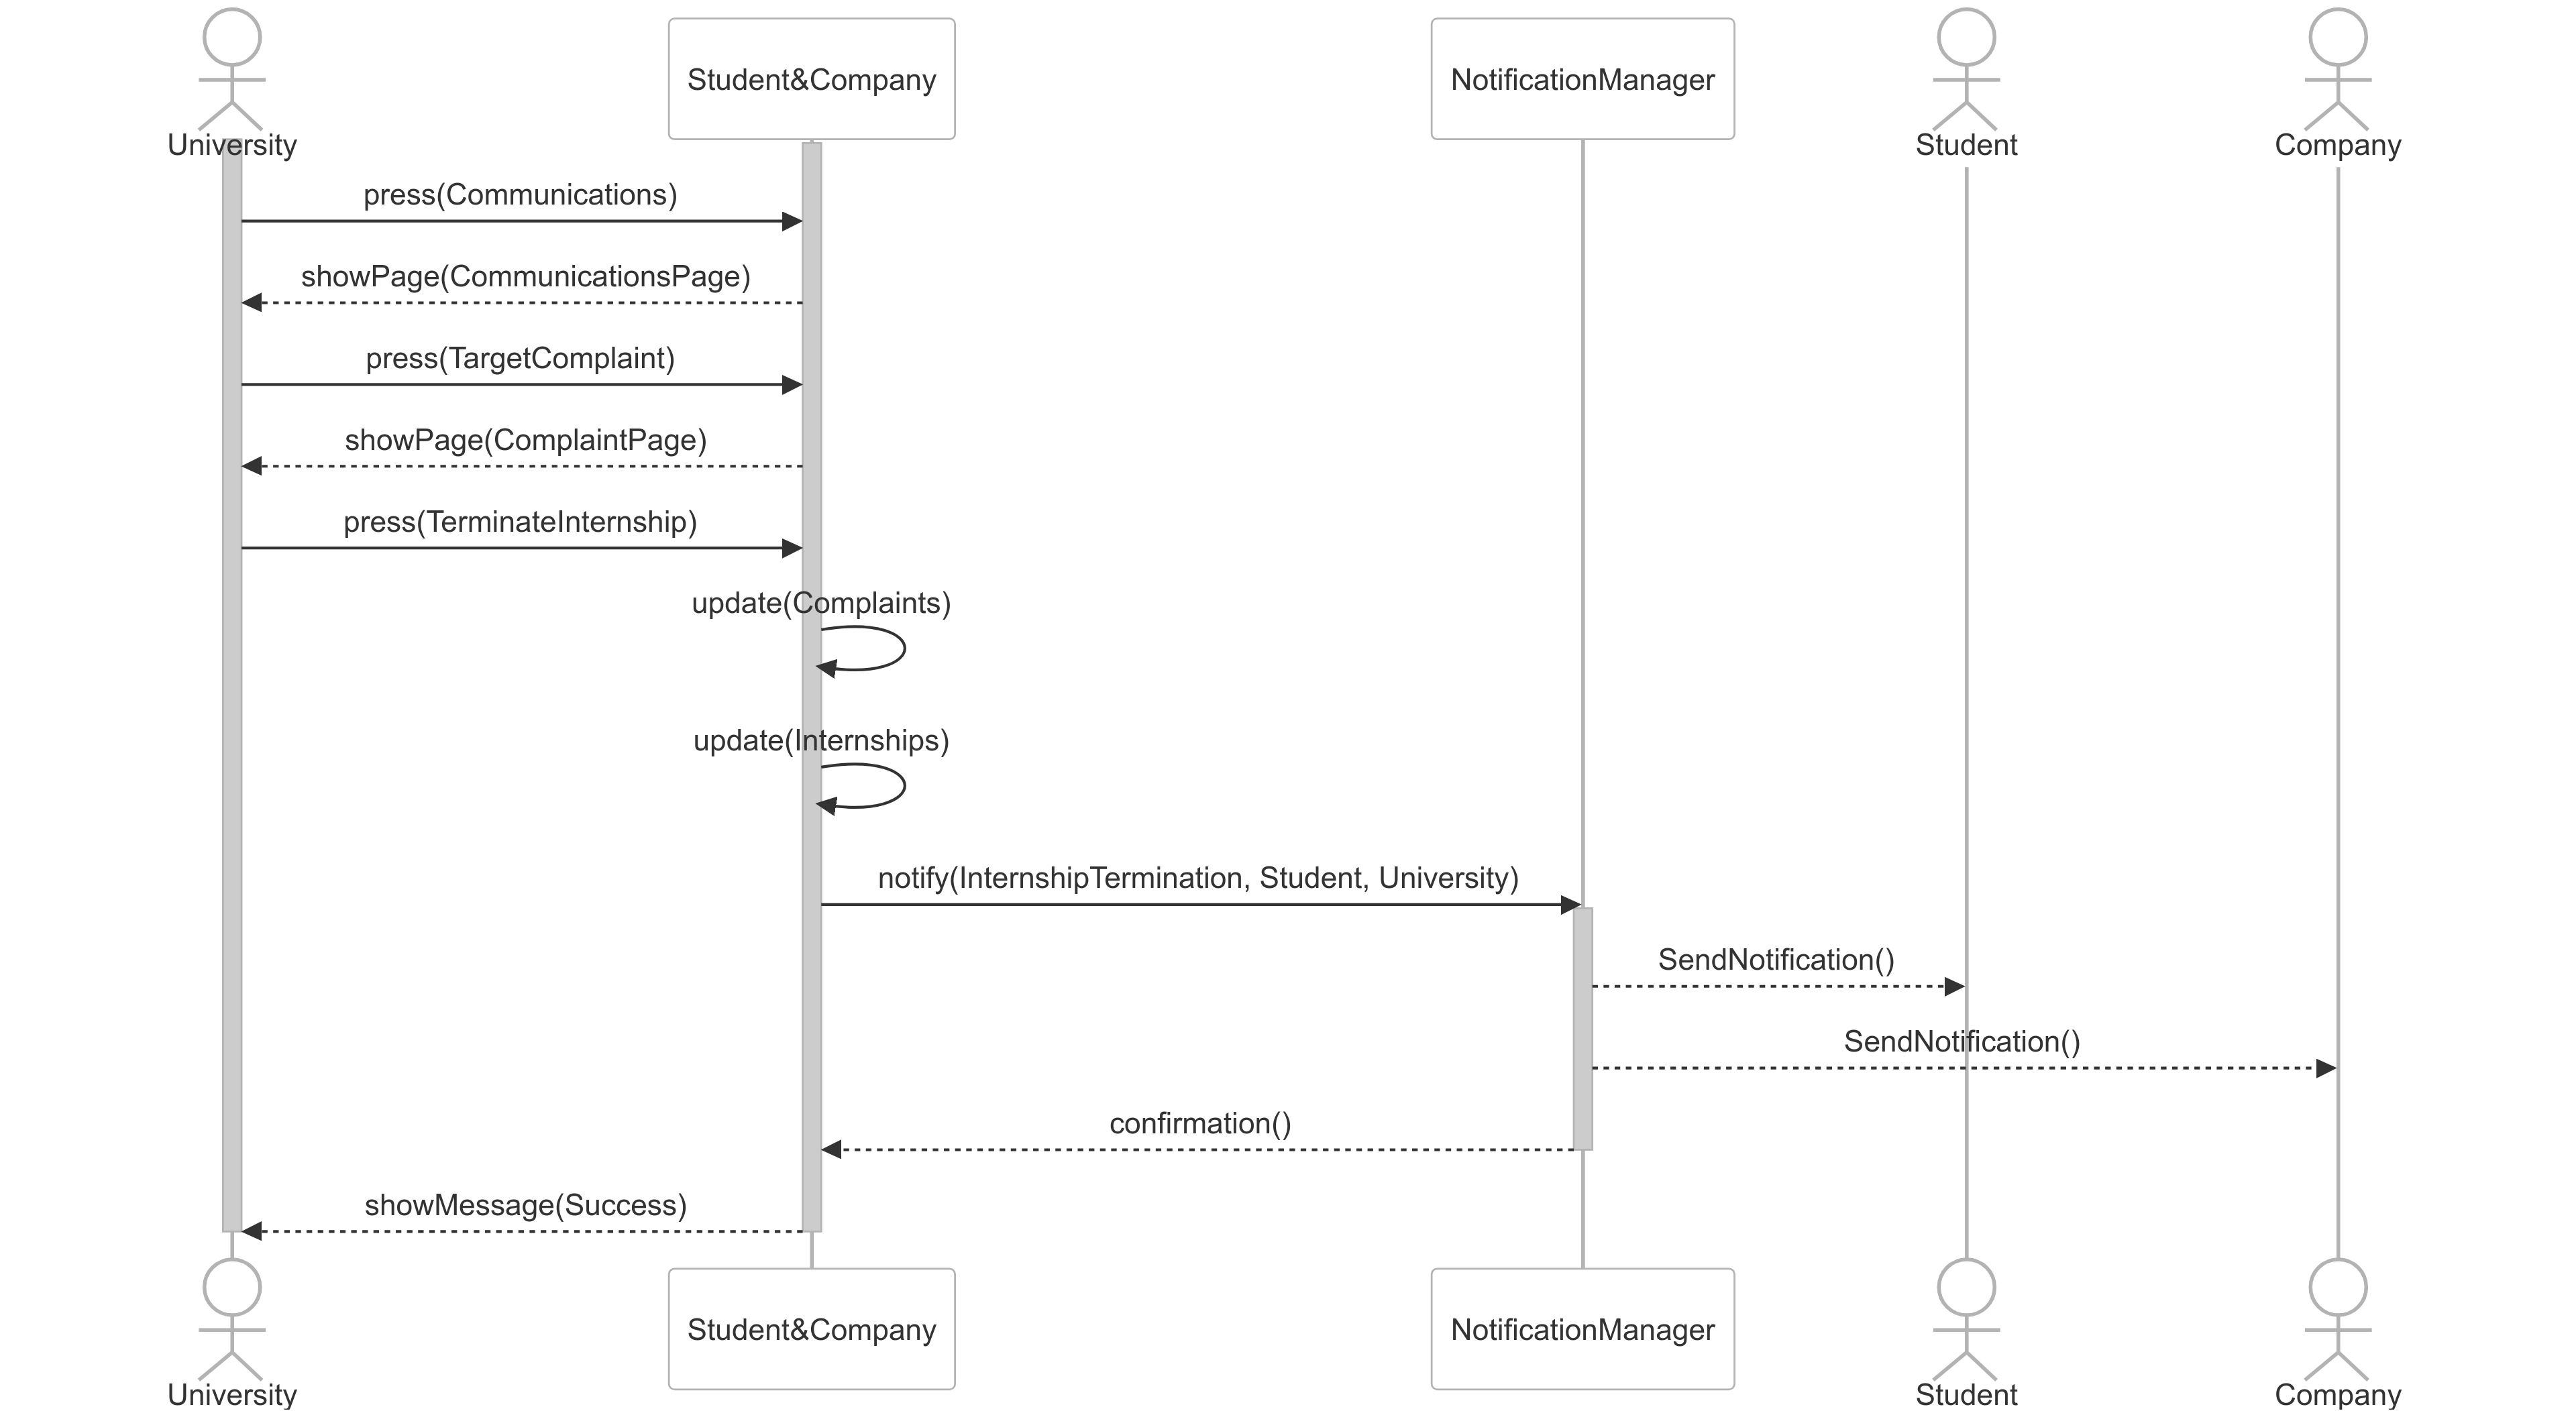 University
Student&Company
NotificationManager
Student
Company
press(Communications)
showPage(CommunicationsPage)
press(TargetComplaint)
showPage(ComplaintPage)
press(TerminateInternship)
update(Complaints)
update(Internships)
notify(InternshipTermination, Student, University)
SendNotification()
SendNotification()
confirmation()
showMessage(Success)
University
Student&Company
NotificationManager
Student
Company